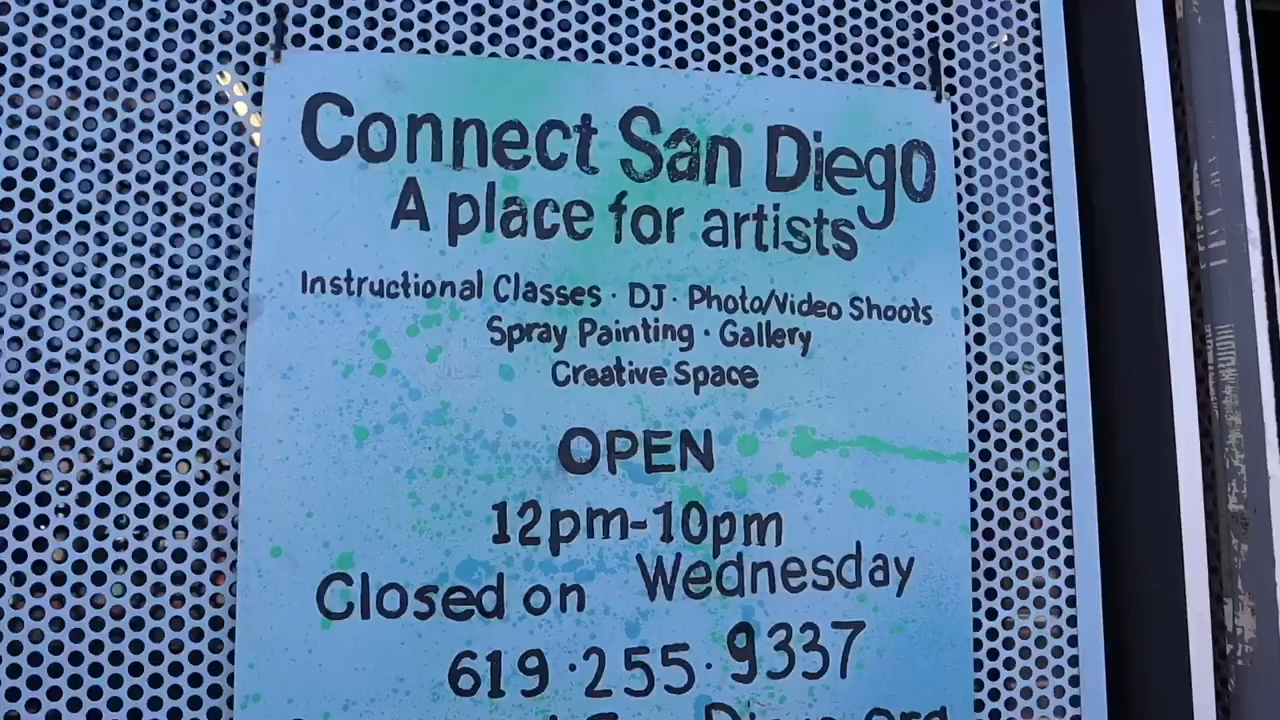 Connect San Diego
A place for artists
Instructional Classes · DJ · Photo/Video Shoots
Spray Painting · Gallery
Creative Space
OPEN
12pm-10pm
Closed on Wednesday
619·255·9337